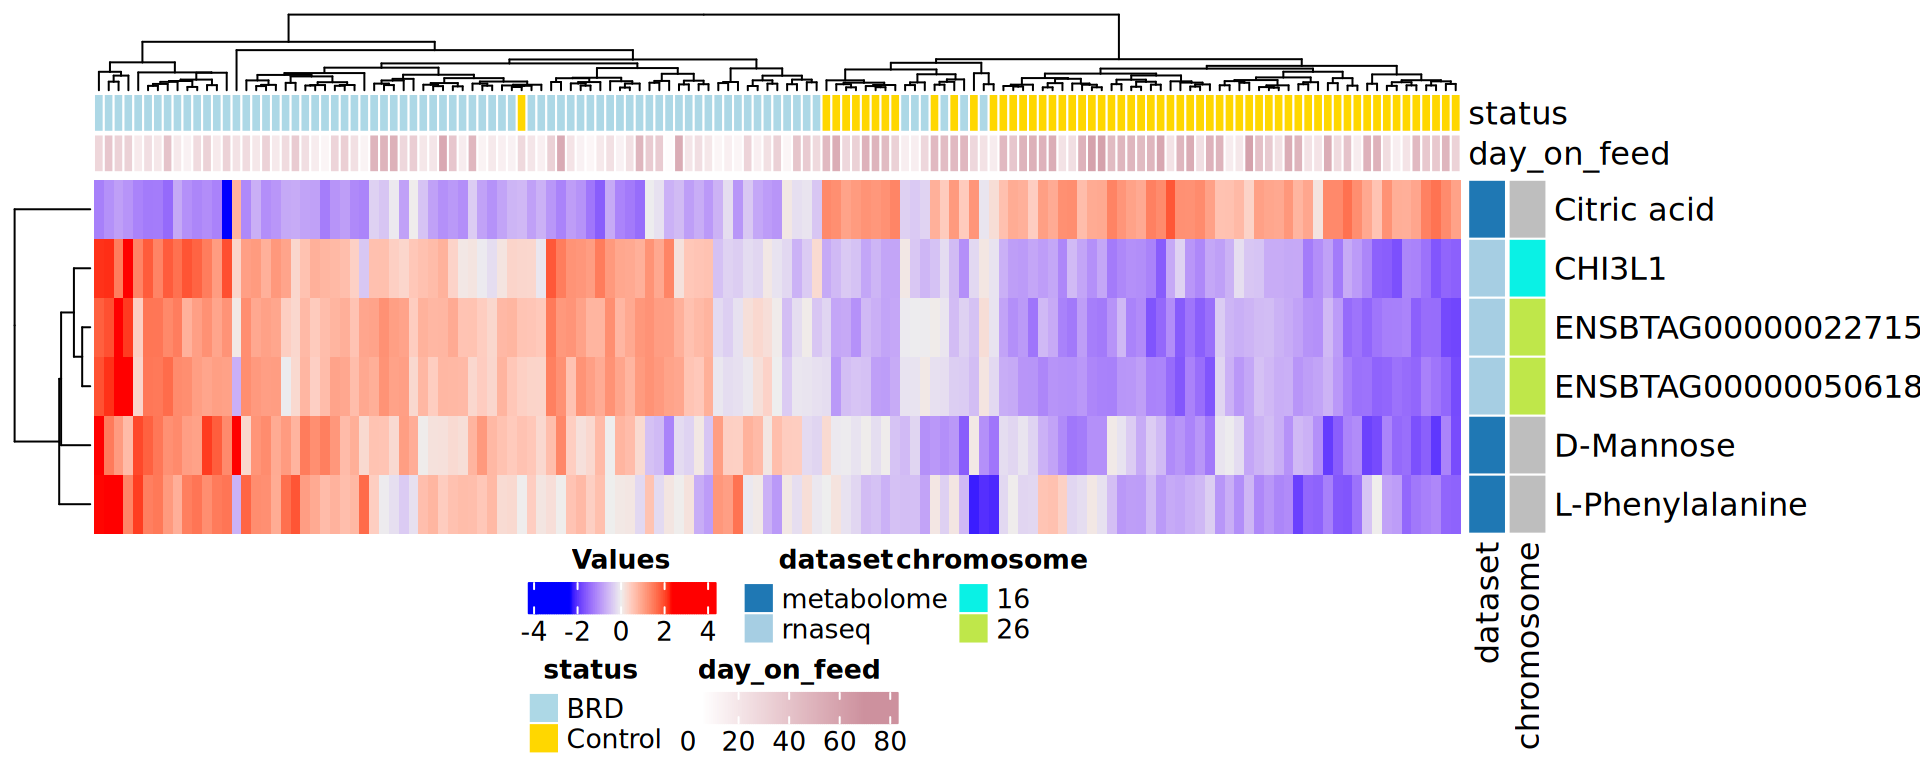 status
day_on_feed
Citric acid
CHI3L1
ENSBTAG00000022715
ENSBTAG00000050618
D-Mannose
L-Phenylalanine
dataset
chromosome
Values
-4 -2 0 2 4
dataset
metabolome
rnaseq
chromosome
16
26
status
BRD
Control
day_on_feed
0 20 40 60 80